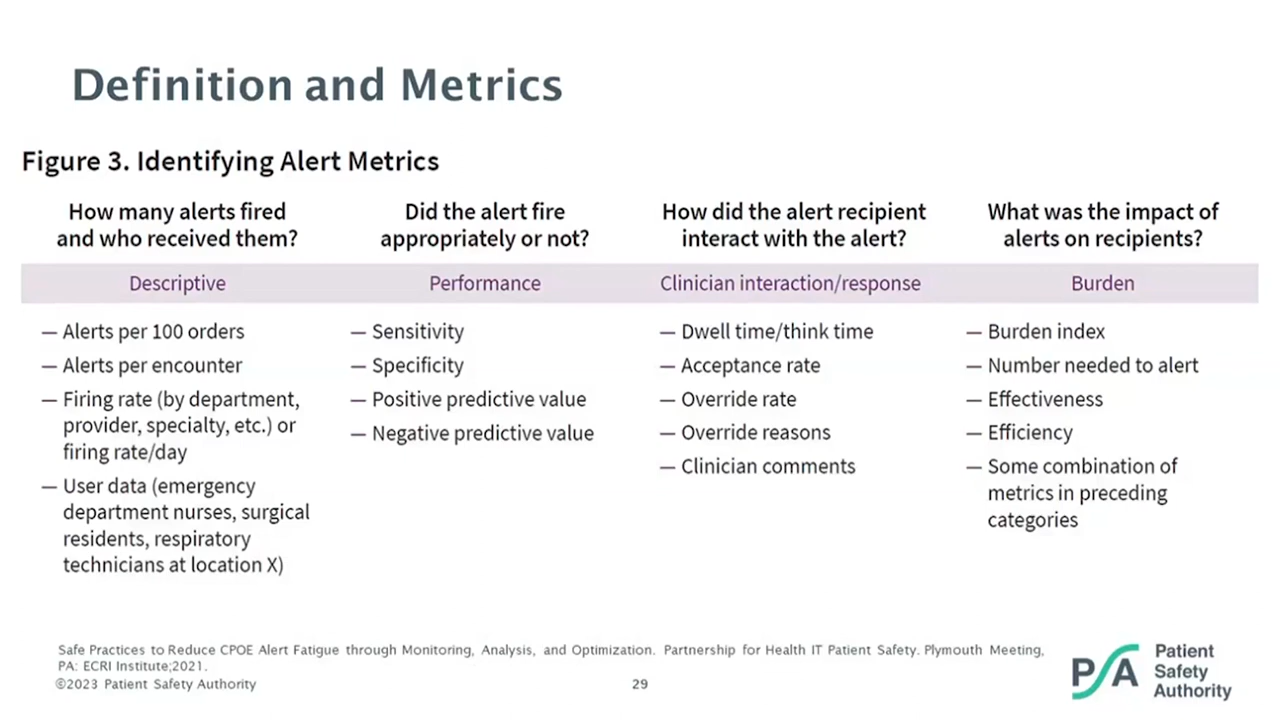 Definition and Metrics
Figure 3. Identifying Alert Metrics
How many alerts fired
and who received them?
Descriptive
— Alerts per 100 orders
— Alerts per encounter
— Firing rate (by department,
provider, specialty, etc.) or
firing rate/day
— User data (emergency
department nurses, surgical
residents, respiratory
technicians at location X)
Did the alert fire
appropriately or not?
Performance
— Sensitivity
— Specificity
— Positive predictive value
— Negative predictive value
How did the alert recipient
interact with the alert?
Clinician interaction/response
— Dwell time/think time
— Acceptance rate
— Override rate
— Override reasons
— Clinician comments
What was the impact of
alerts on recipients?
Burden
— Burden index
— Number needed to alert
— Effectiveness
— Efficiency
— Some combination of
metrics in preceding
categories
Safe Practices to Reduce CPOE Alert Fatigue through Monitoring, Analysis, and Optimization. Partnership for Health IT Patient Safety. Plymouth Meeting,
PA: ECRI Institute;2021.
©2023 Patient Safety Authority
29
PSA
Patient
Safety
Authority